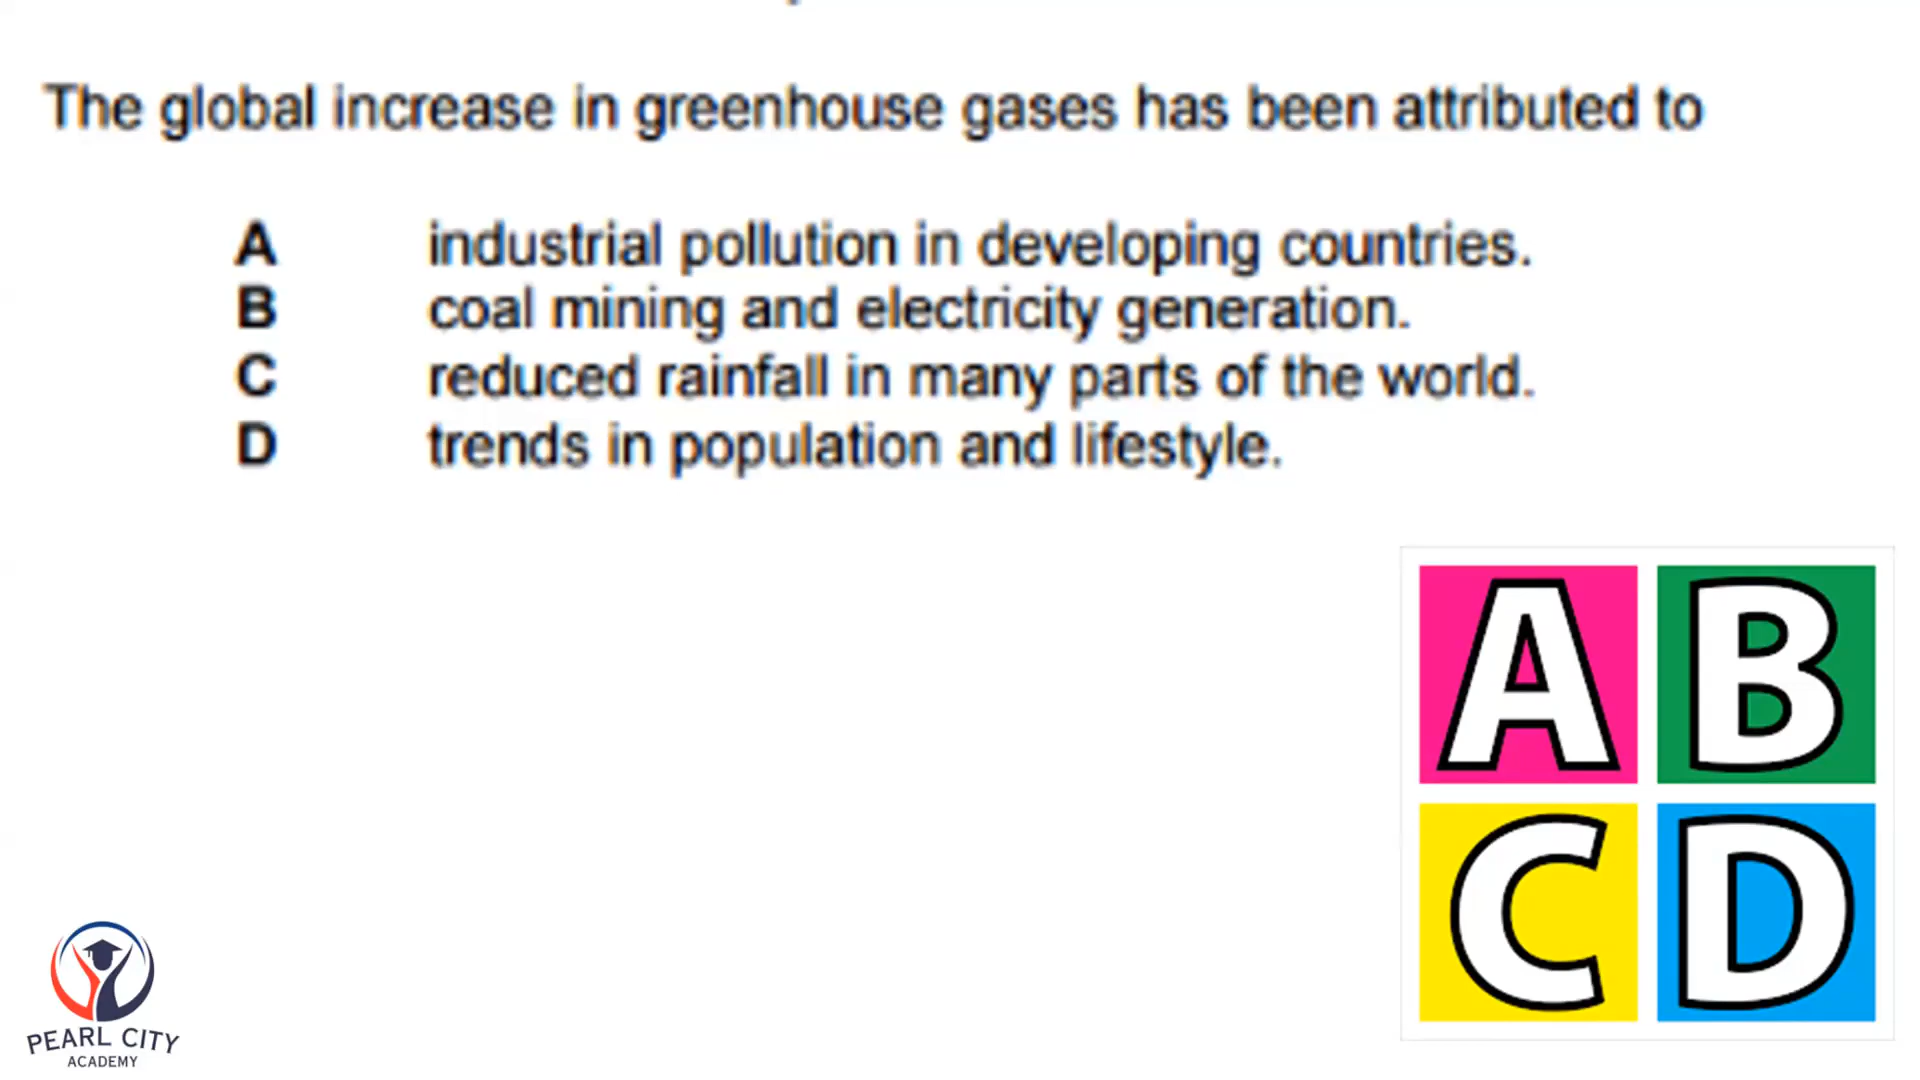 The global increase in greenhouse gases has been attributed to
A industrial pollution in developing countries.
B coal mining and electricity generation.
C reduced rainfall in many parts of the world.
D trends in population and lifestyle.
A B
C D
PEARL CITY
ACADEMY